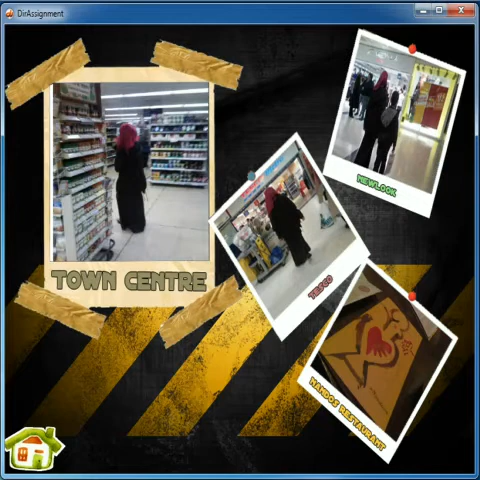 DirAssignment
NEWLOOK
TOWN CENTRE
TESCO
NANDOS RESTAURANT